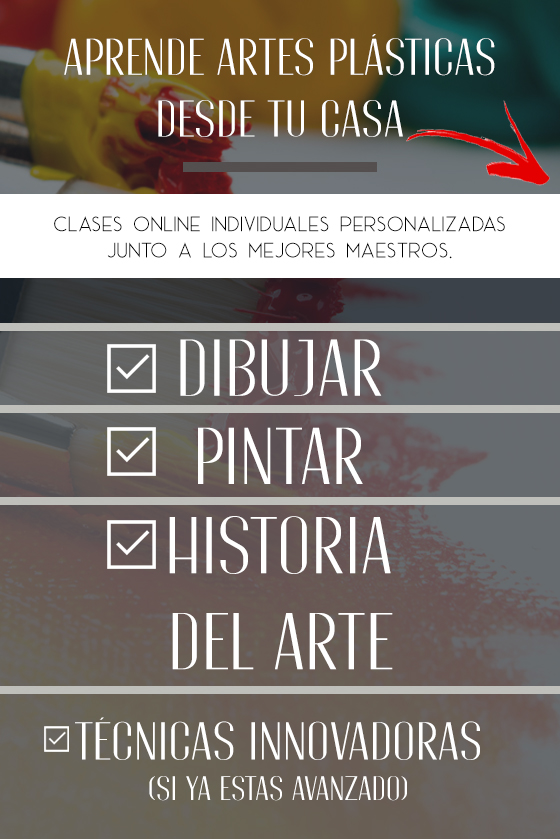 APRENDE ARTES PLÁSTICAS
DESDE TU CASA
CLASES ONLINE INDIVIDUALES PERSONALIZADAS
JUNTO A LOS MEJORES MAESTROS.
DIBUJAR
PINTAR
HISTORIA
DEL ARTE
TÉCNICAS INNOVADORAS
(SI YA ESTAS AVANZADO)